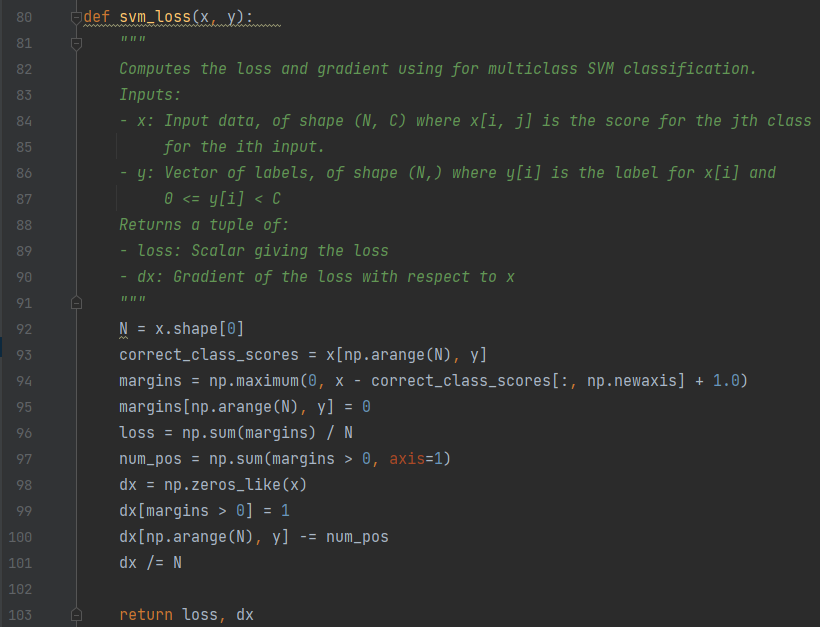 80 def svm_loss(x, y):
81 """
82 Computes the loss and gradient using for multiclass SVM classification.
83 Inputs:
84 - x: Input data, of shape (N, C) where x[i, j] is the score for the jth class
85 for the ith input.
86 - y: Vector of labels, of shape (N,) where y[i] is the label for x[i] and
87 0 <= y[i] < C
88 Returns a tuple of:
89 - loss: Scalar giving the loss
90 - dx: Gradient of the loss with respect to x
91 """
92 N = x.shape[0]
93 correct_class_scores = x[np.arange(N), y]
94 margins = np.maximum(0, x - correct_class_scores[:, np.newaxis] + 1.0)
95 margins[np.arange(N), y] = 0
96 loss = np.sum(margins) / N
97 num_pos = np.sum(margins > 0, axis=1)
98 dx = np.zeros_like(x)
99 dx[margins > 0] = 1
100 dx[np.arange(N), y] -= num_pos
101 dx /= N
102
103 return loss, dx